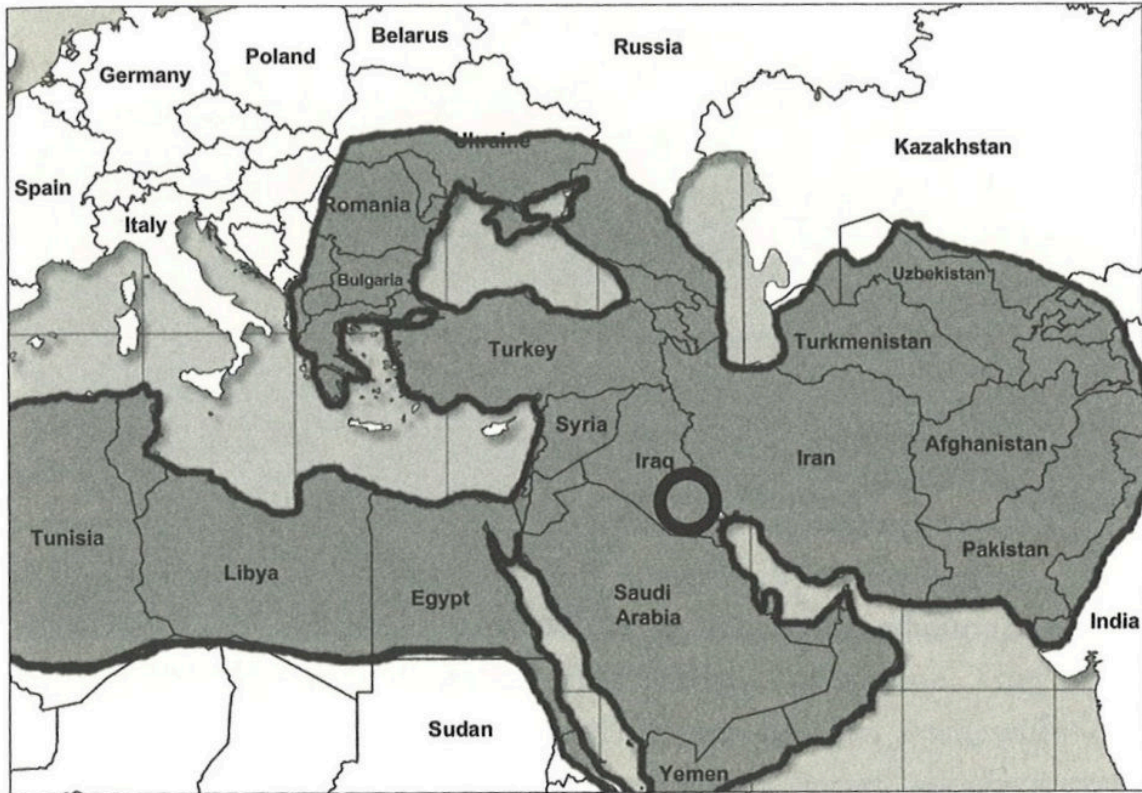 Belarus
Russia
Poland
Germany
Ukraine
Kazakhstan
Spain
Romania
Italy
Bulgaria
Uzbekistan
Turkey
Turkmenistan
Syria
Afghanistan
Iraq
Iran
Tunisia
Pakistan
Libya
Egypt
Saudi
Arabia
India
Sudan
Yemen